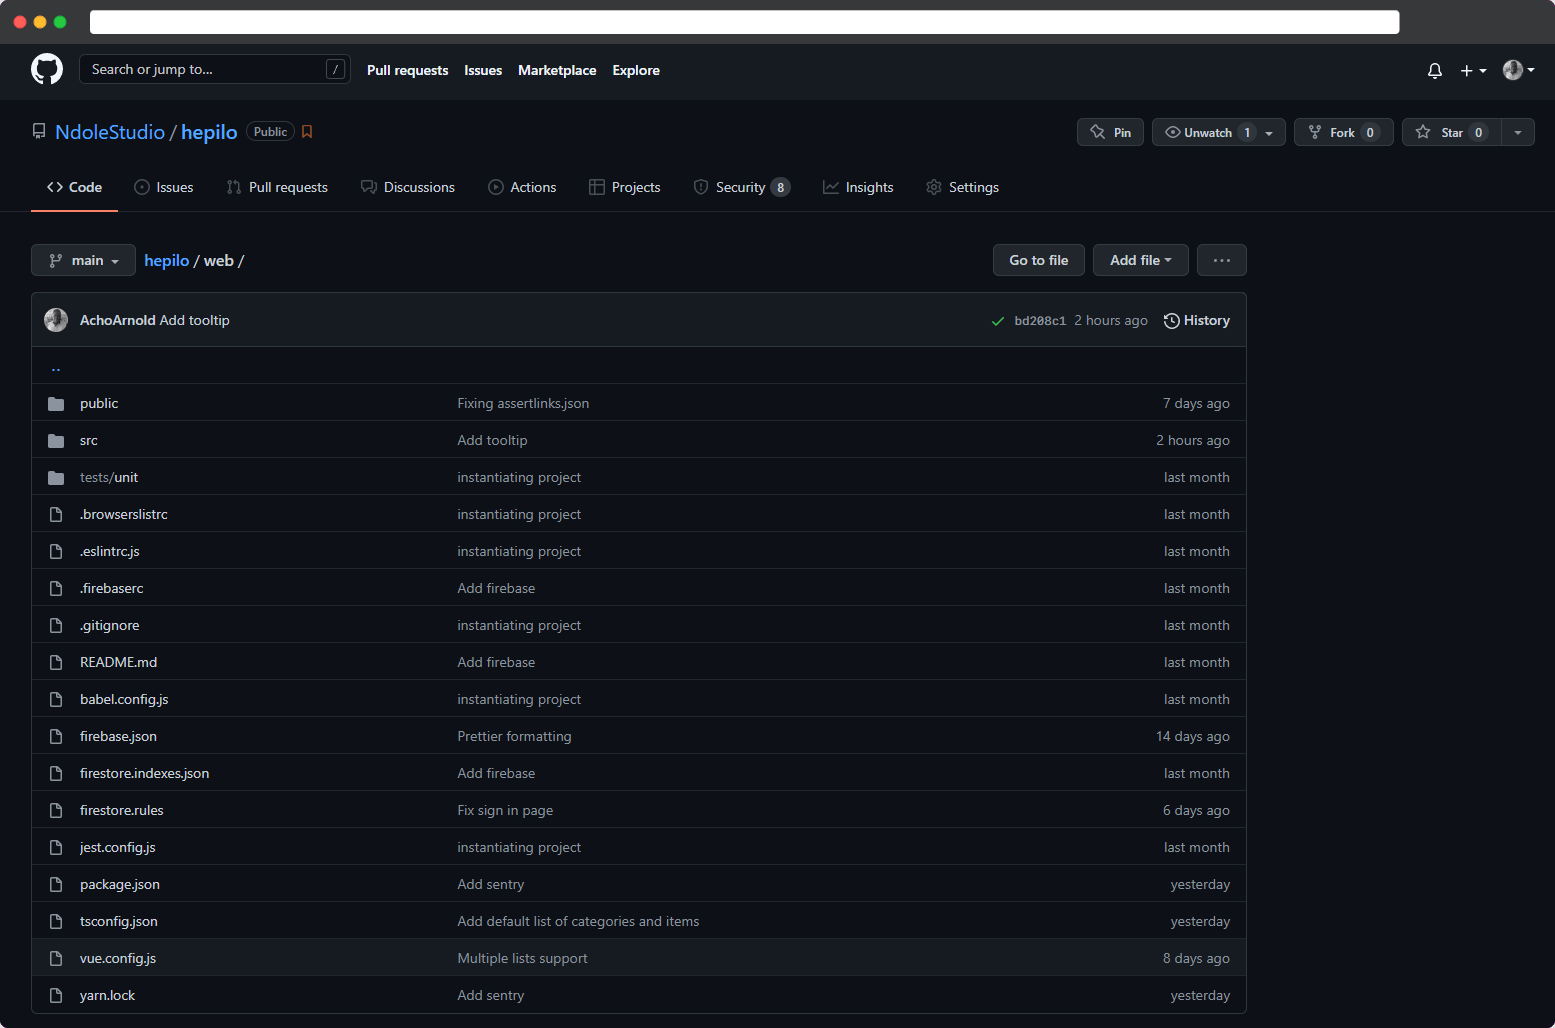 Search or jump to... / Pull requests Issues Marketplace Explore
NdoleStudio / hepilo Public Pin Unwatch 1 Fork 0 Star 0
Code Issues Pull requests Discussions Actions Projects Security 8 Insights Settings
main hepilo / web / Go to file Add file ...
AchoArnold Add tooltip bd208c1 2 hours ago History
..
public Fixing assertlinks.json 7 days ago
src Add tooltip 2 hours ago
tests/unit instantiating project last month
.browserslistrc instantiating project last month
.eslintrc.js instantiating project last month
.firebaserc Add firebase last month
.gitignore instantiating project last month
README.md Add firebase last month
babel.config.js instantiating project last month
firebase.json Prettier formatting 14 days ago
firestore.indexes.json Add firebase last month
firestore.rules Fix sign in page 6 days ago
jest.config.js instantiating project last month
package.json Add sentry yesterday
tsconfig.json Add default list of categories and items yesterday
vue.config.js Multiple lists support 8 days ago
yarn.lock Add sentry yesterday